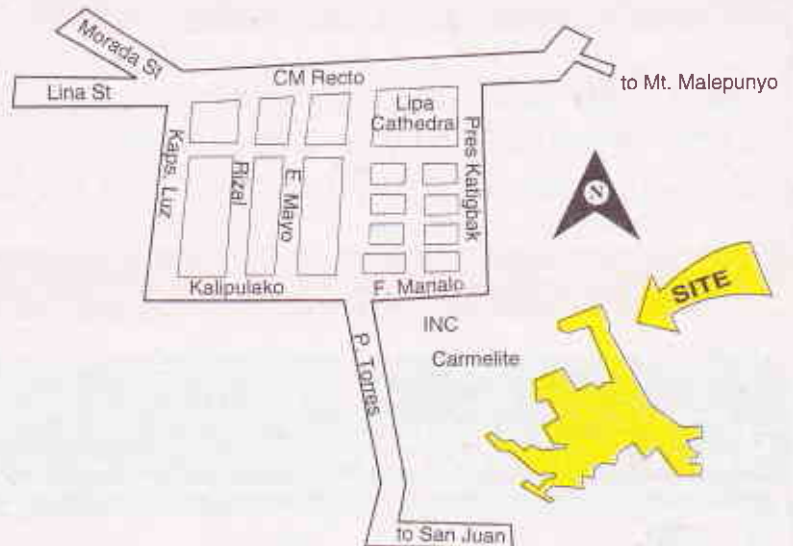 Morada St
Lina St
CM Recto
to Mt. Malepunyo
Lipa
Cathedra
Kaps. Luz
Rizal
E. Mayo
Pres Katigbak
N
SITE
Kalipulako
F. Manalo
INC
Carmelite
P. Torres
to San Juan